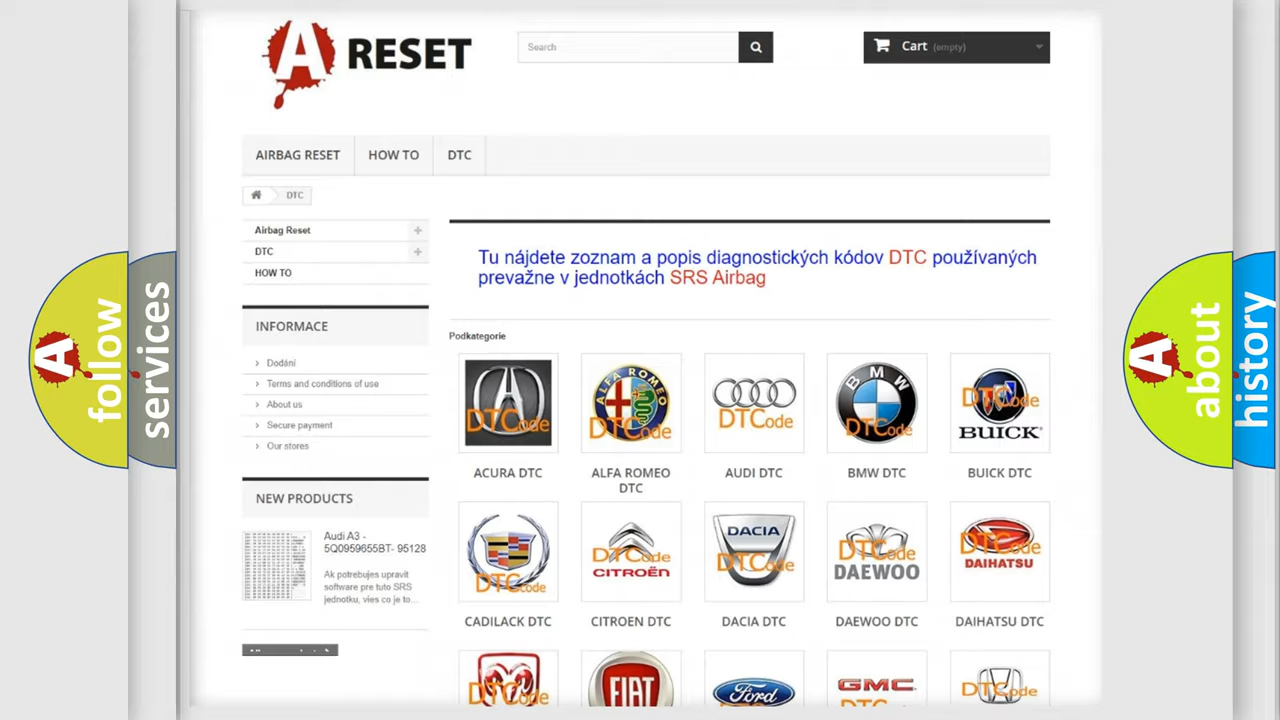 A RESET
Search
Cart (empty)
AIRBAG RESET
HOW TO
DTC
DTC
Airbag Reset
DTC
HOW TO
Tu nájdete zoznam a popis diagnostických kódov DTC používaných
prevažne v jednotkách SRS Airbag
INFORMACE
Dodání
Terms and conditions of use
About us
Secure payment
Our stores
NEW PRODUCTS
Audi A3 -
5Q0959655BT- 95128
Ak potrebujes upravit
software pre tuto SRS
jednotku, vies co je to...
Podkategorie
DTCode
ALFA ROMEO
DTCode
DTCode
BMW
DTCode
DTCode
BUICK
ACURA DTC
ALFA ROMEO
DTC
AUDI DTC
BMW DTC
BUICK DTC
DTCode
DTCode
CITROËN
DACIA
DTCode
DTCode
DAEWOO
DTCode
DAIHATSU
CADILACK DTC
CITROEN DTC
DACIA DTC
DAEWOO DTC
DAIHATSU DTC
DTCode
FIAT
Ford
GMC
DTCode
A
follow
services
A
about
history